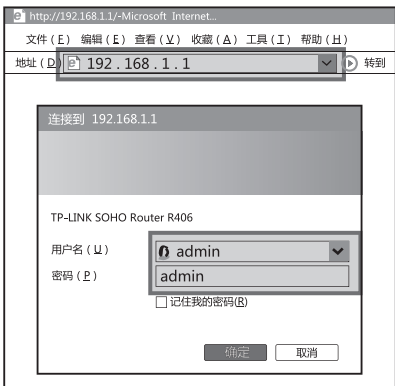 http://192.168.1.1/-Microsoft Internet...
文件(F) 编辑(E) 查看(V) 收藏(A) 工具(I) 帮助(H)
地址(D) 192.168.1.1 转到
连接到 192.168.1.1
TP-LINK SOHO Router R406
用户名(U) admin
密码(P) admin
记住我的密码(R)
确定 取消